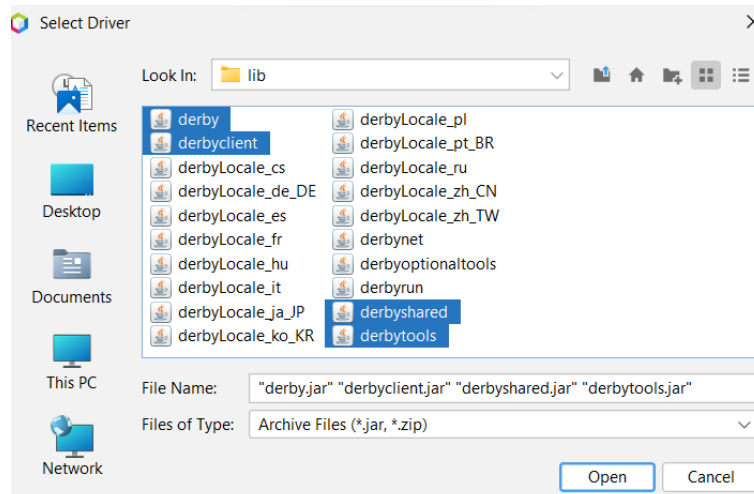 Select Driver
Look In: lib
Recent Items
Desktop
Documents
This PC
Network
derby
derbyclient
derbyLocale_cs
derbyLocale_de_DE
derbyLocale_es
derbyLocale_fr
derbyLocale_hu
derbyLocale_it
derbyLocale_ja_JP
derbyLocale_ko_KR
derbyLocale_pl
derbyLocale_pt_BR
derbyLocale_ru
derbyLocale_zh_CN
derbyLocale_zh_TW
derbynet
derbyoptionaltools
derbyrun
derbyshared
derbytools
File Name: "derby.jar" "derbyclient.jar" "derbyshared.jar" "derbytools.jar"
Files of Type: Archive Files (*.jar, *.zip)
Open Cancel